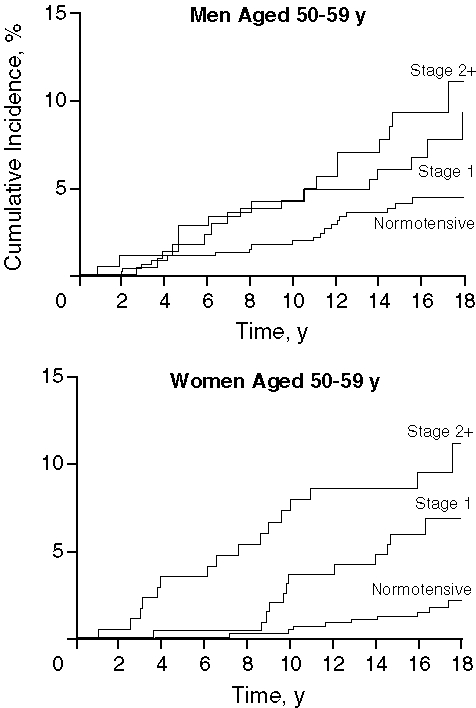 Men Aged 50-59 y
Cumulative Incidence, %
15
10
5
Stage 2+
Stage 1
Normotensive
0 2 4 6 8 10 12 14 16 18
Time, y
Women Aged 50-59 y
15
10
5
Stage 2+
Stage 1
Normotensive
0 2 4 6 8 10 12 14 16 18
Time, y